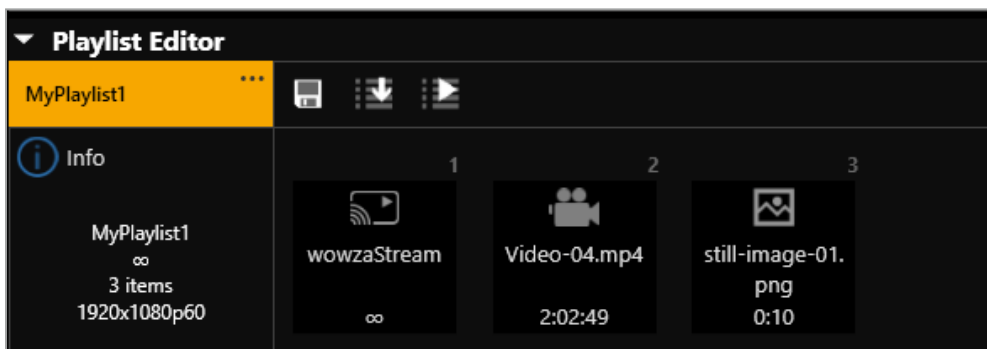 Playlist Editor
MyPlaylist1
Info
MyPlaylist1
∞
3 items
1920x1080p60
1
wowzaStream
∞
2
Video-04.mp4
2:02:49
3
still-image-01.
png
0:10